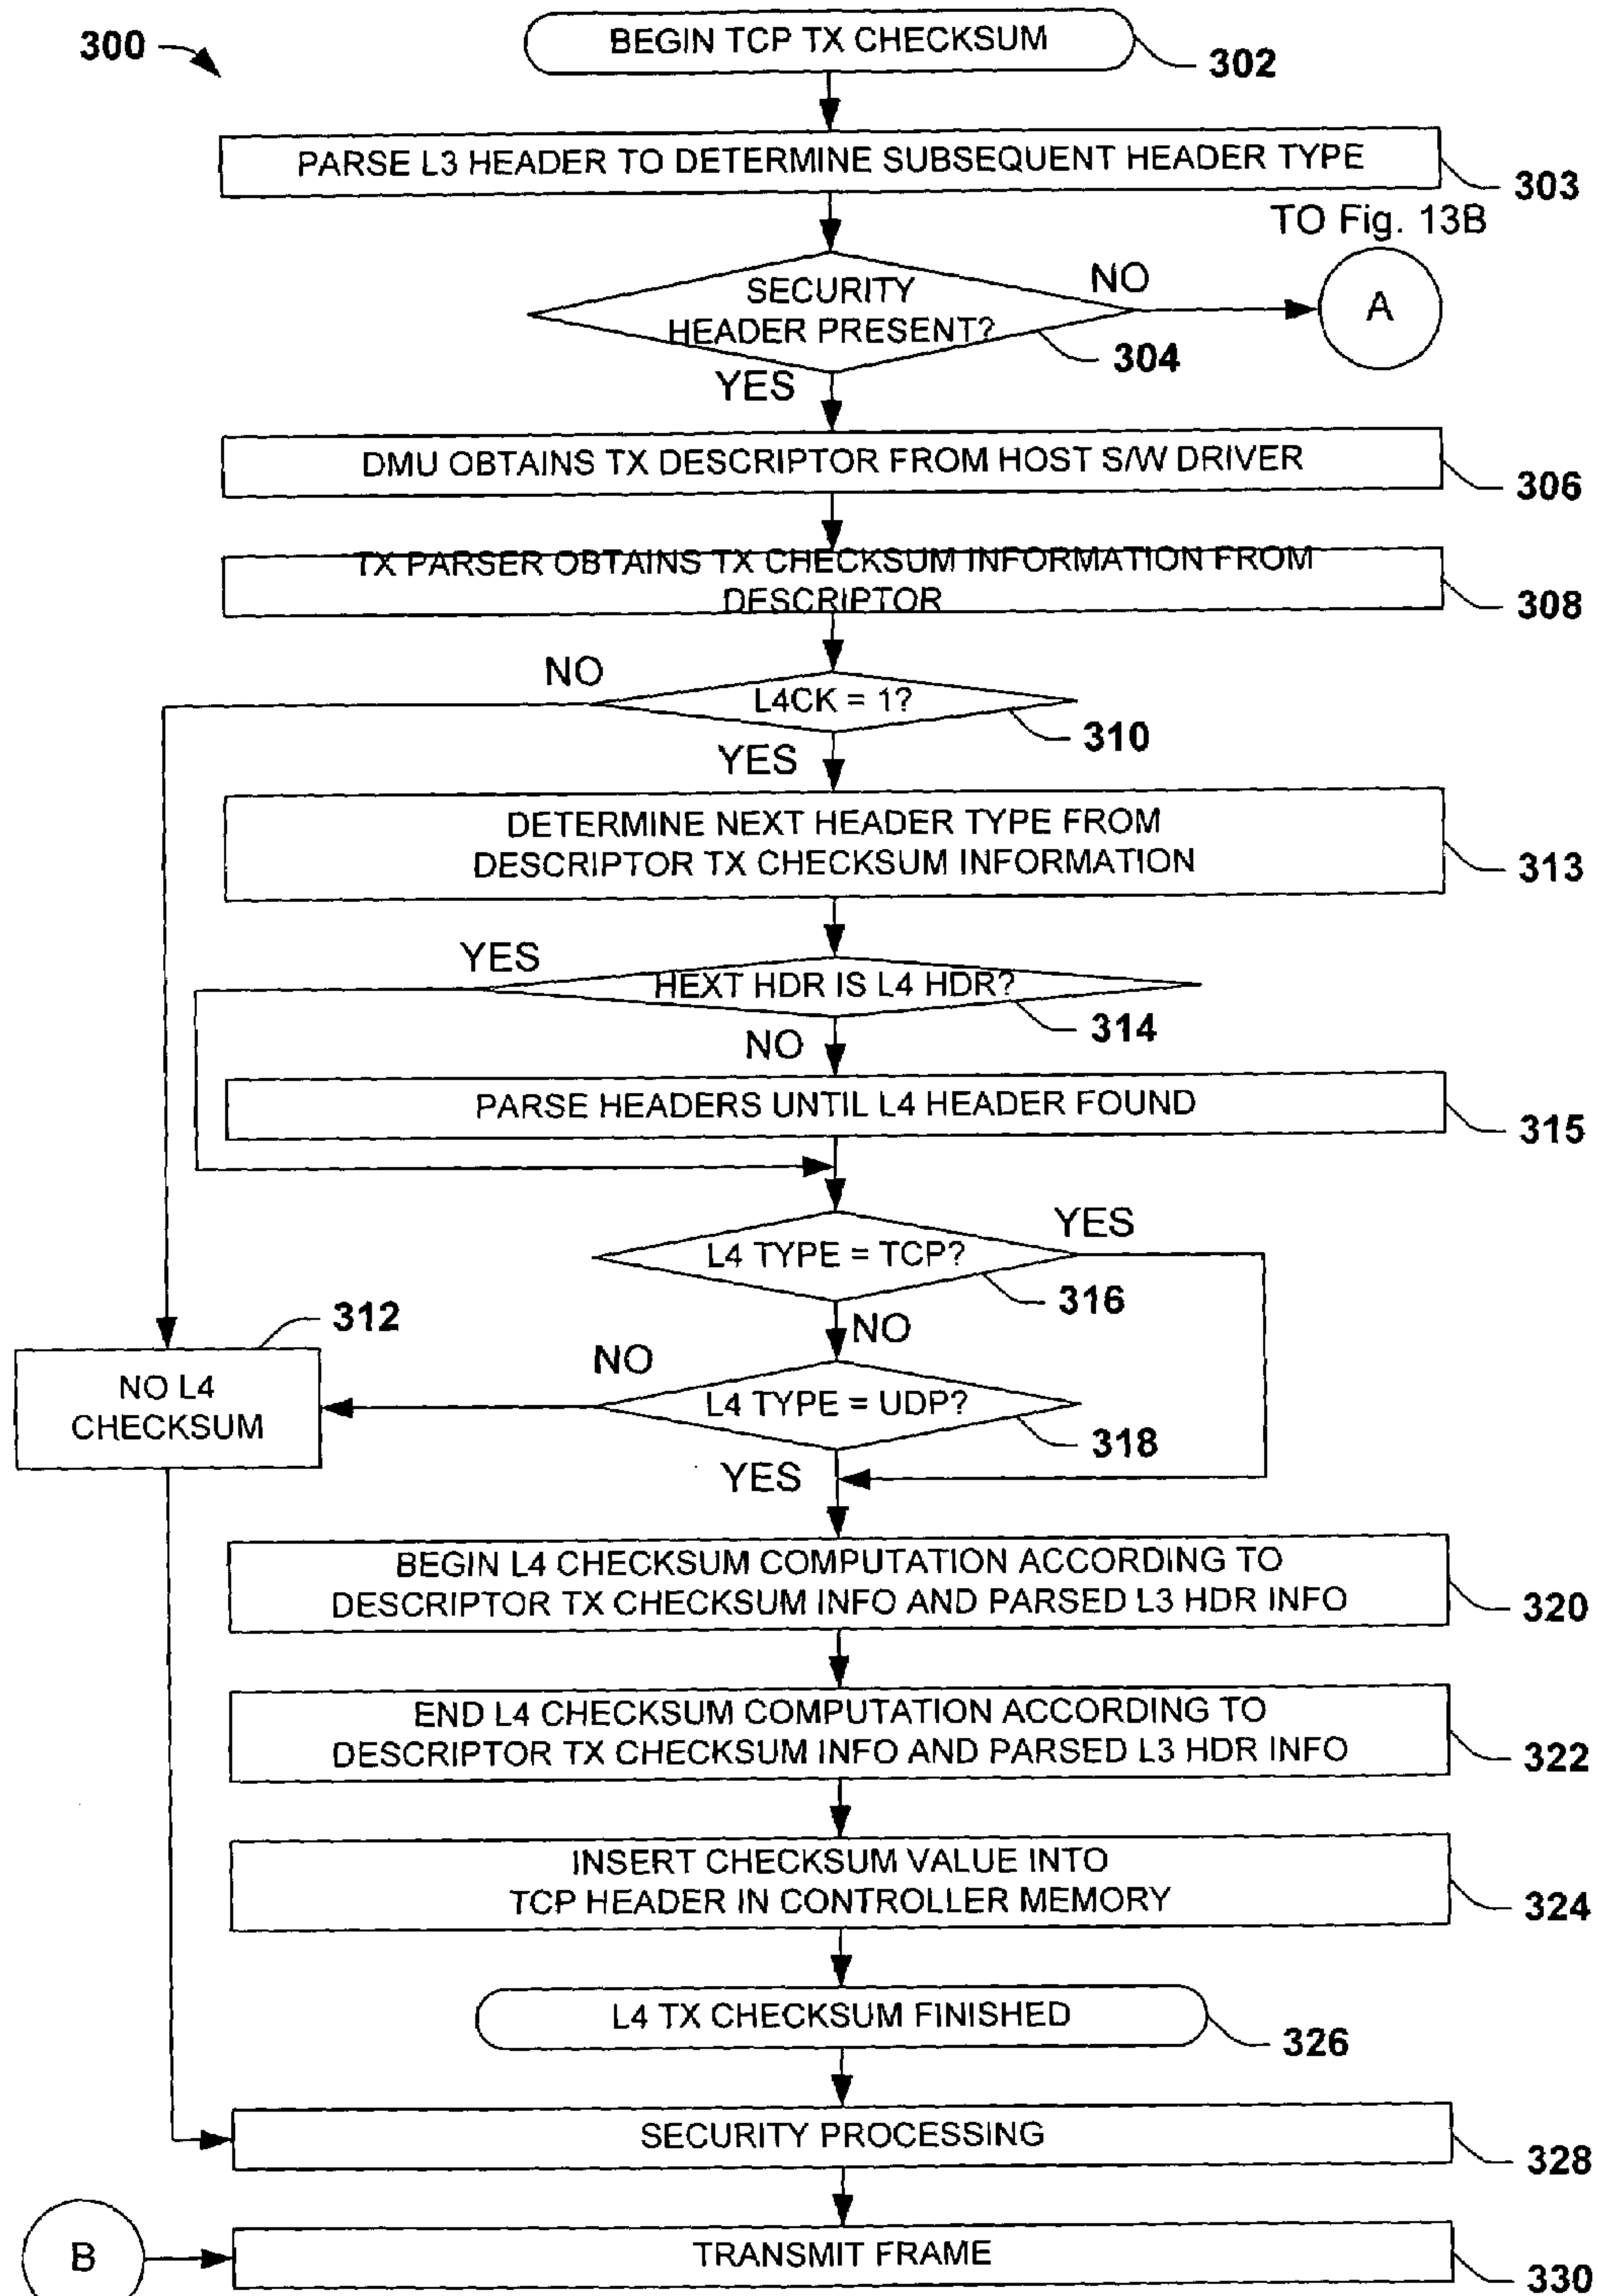 300
BEGIN TCP TX CHECKSUM
302
PARSE L3 HEADER TO DETERMINE SUBSEQUENT HEADER TYPE
303
TO Fig. 13B
SECURITY
HEADER PRESENT?
NO
A
304
YES
DMU OBTAINS TX DESCRIPTOR FROM HOST S/W DRIVER
306
TX PARSER OBTAINS TX CHECKSUM INFORMATION FROM
DESCRIPTOR
308
NO
L4CK = 1?
310
YES
DETERMINE NEXT HEADER TYPE FROM
DESCRIPTOR TX CHECKSUM INFORMATION
313
YES
HEXT HDR IS L4 HDR?
314
NO
PARSE HEADERS UNTIL L4 HEADER FOUND
315
YES
L4 TYPE = TCP?
316
312
NO
NO
NO L4
CHECKSUM
L4 TYPE = UDP?
318
YES
BEGIN L4 CHECKSUM COMPUTATION ACCORDING TO
DESCRIPTOR TX CHECKSUM INFO AND PARSED L3 HDR INFO
320
END L4 CHECKSUM COMPUTATION ACCORDING TO
DESCRIPTOR TX CHECKSUM INFO AND PARSED L3 HDR INFO
322
INSERT CHECKSUM VALUE INTO
TCP HEADER IN CONTROLLER MEMORY
324
L4 TX CHECKSUM FINISHED
326
SECURITY PROCESSING
328
B
TRANSMIT FRAME
330